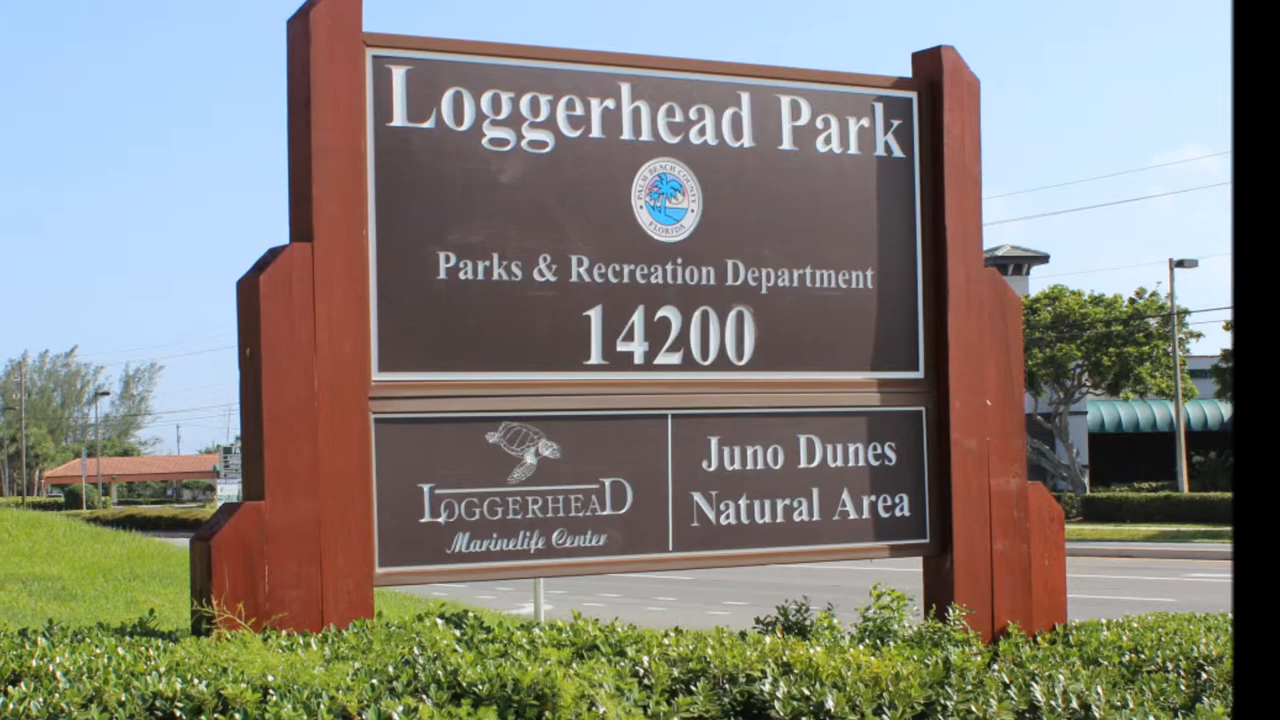 Loggerhead Park
PALM BEACH COUNTY
FLORIDA
Parks & Recreation Department
14200
LOGGERHEAD
Marinelife Center
Juno Dunes
Natural Area